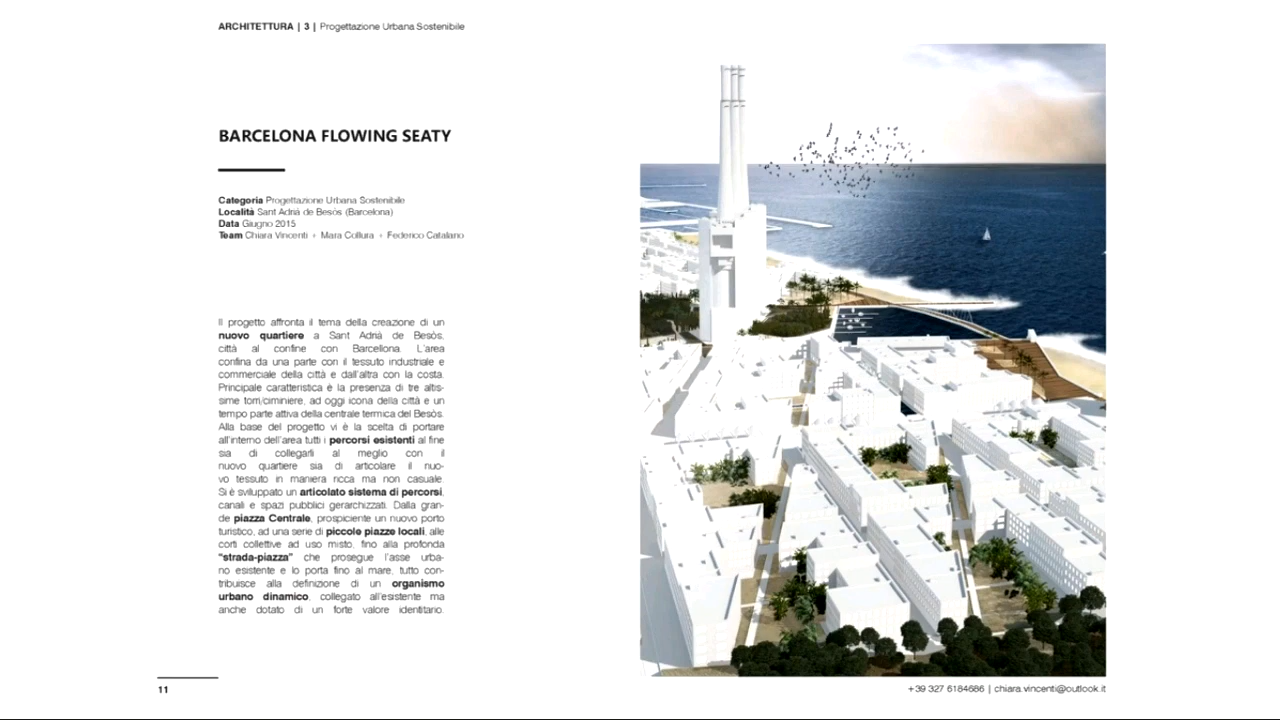 ARCHITETTURA | 3 | Progettazione Urbana Sostenibile
BARCELONA FLOWING SEATY
Categoria Progettazione Urbana Sostenibile
Località Sant Adrià de Besòs (Barcelona)
Data Giugno 2015
Team Chiara Vincenti + Mara Collura + Federico Catalano
Il progetto affronta il tema della creazione di un
nuovo quartiere a Sant Adrià de Besòs,
città al confine con Barcellona. L'area
confina da una parte con il tessuto industriale e
commerciale della città e dall'altra con la costa.
Principale caratteristica è la presenza di tre altis-
sime torri/ciminiere, ad oggi icona della città e un
tempo parte attiva della centrale termica del Besòs.
Alla base del progetto vi è la scelta di portare
all'interno dell'area tutti i percorsi esistenti al fine
sia di collegarli al meglio con il
nuovo quartiere sia di articolare il nuo-
vo tessuto in maniera ricca ma non casuale.
Si è sviluppato un articolato sistema di percorsi,
canali e spazi pubblici gerarchizzati. Dalla gran-
de piazza Centrale, prospiciente un nuovo porto
turistico, ad una serie di piccole piazze locali, alle
corti collettive ad uso misto, fino alla profonda
"strada-piazza" che prosegue l'asse urba-
no esistente e lo porta fino al mare, tutto con-
tribuisce alla definizione di un organismo
urbano dinamico, collegato all'esistente ma
anche dotato di un forte valore identitario.
11
+39 327 6184686 | chiara.vincenti@outlook.it